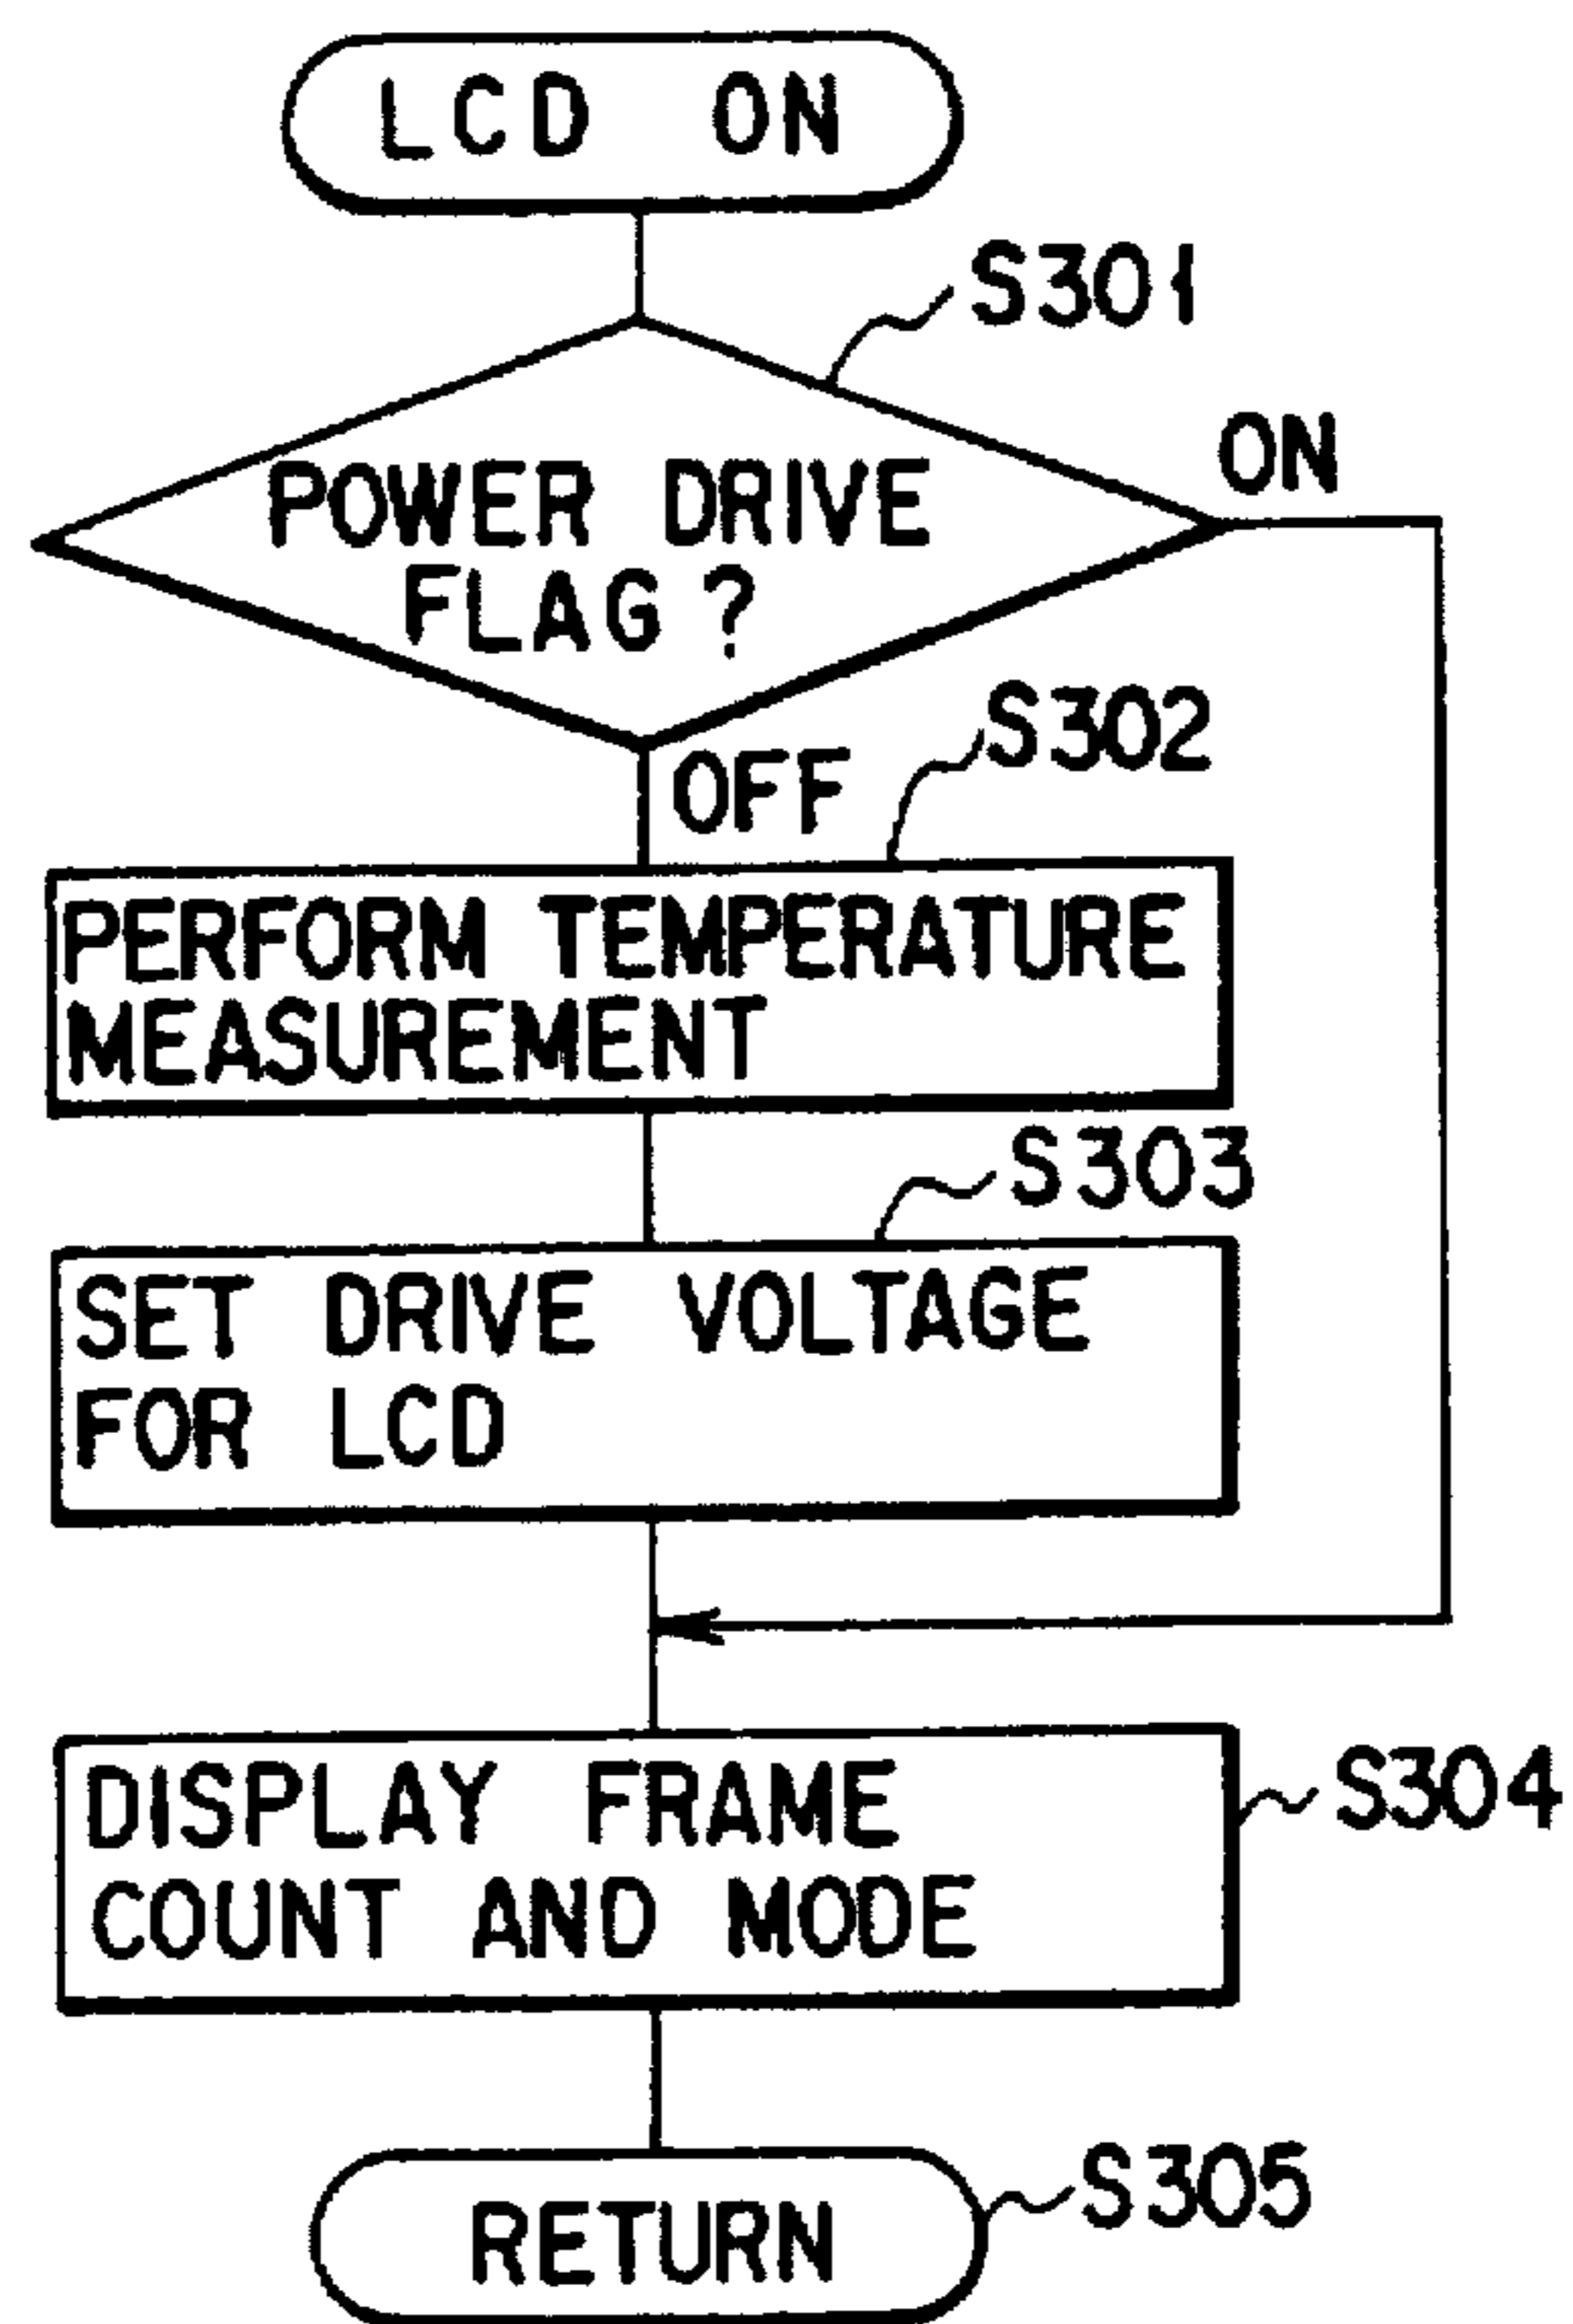 LCD ON
S301
ON
POWER DRIVE
FLAG ?
OFF
S302
PERFORM TEMPERATURE
MEASUREMENT
S303
SET DRIVE VOLTAGE
FOR LCD
DISPLAY FRAME
COUNT AND MODE
S304
RETURN
S305